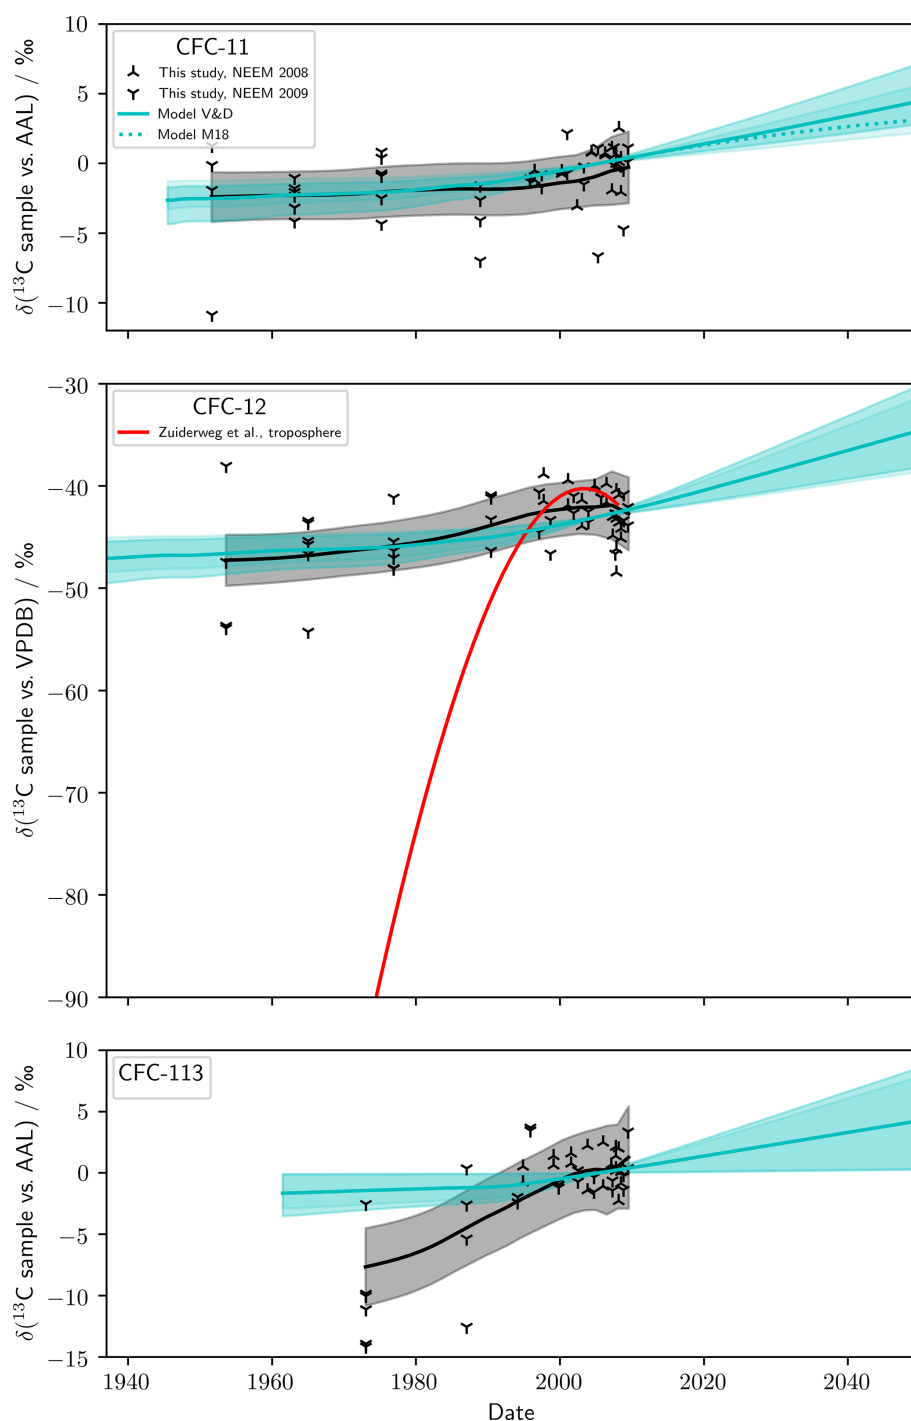 10
5
0
−5
−10
δ(¹³C sample vs. AAL) / ‰
CFC-11
This study, NEEM 2008
This study, NEEM 2009
Model V&D
Model M18
−30
−40
−50
−60
−70
−80
−90
δ(¹³C sample vs. VPDB) / ‰
CFC-12
Zuiderweg et al., troposphere
10
5
0
−5
−10
−15
δ(¹³C sample vs. AAL) / ‰
CFC-113
1940 1960 1980 2000 2020 2040
Date